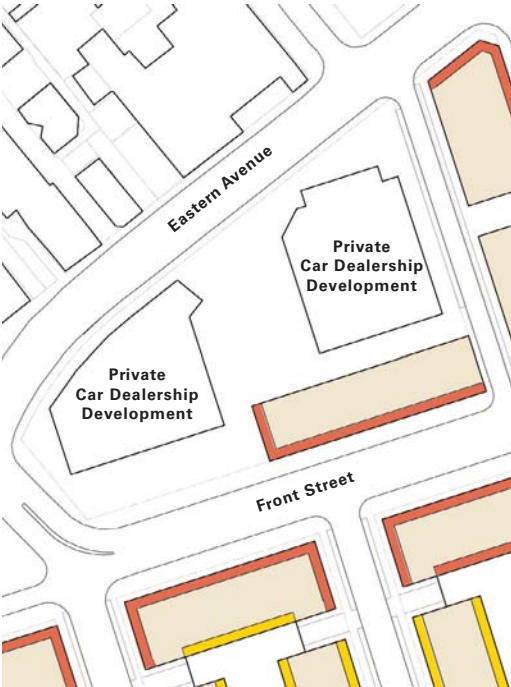 Eastern Avenue
Private
Car Dealership
Development
Private
Car Dealership
Development
Front Street